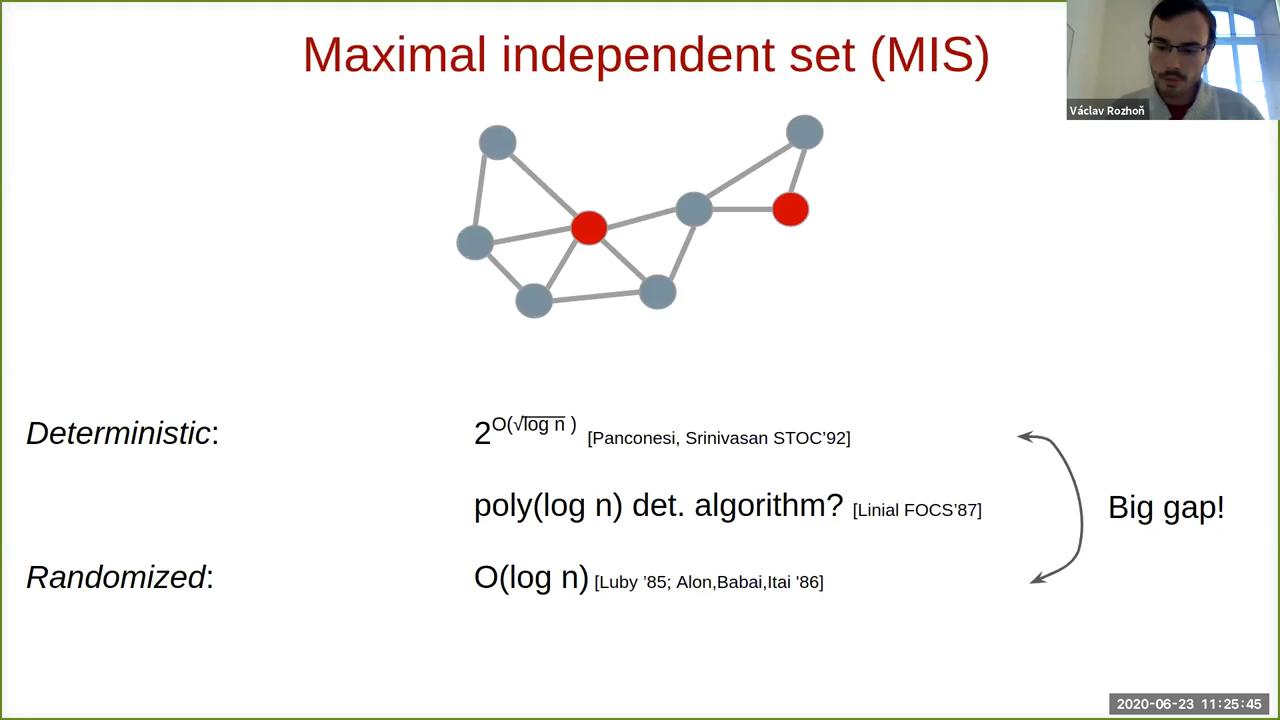 Maximal independent set (MIS)
Václav Rozhoň
Deterministic: 2^O(√log n ) [Panconesi, Srinivasan STOC’92]
poly(log n) det. algorithm? [Linial FOCS’87]
Big gap!
Randomized: O(log n) [Luby ’85; Alon,Babai,Itai '86]
2020-06-23 11:25:45